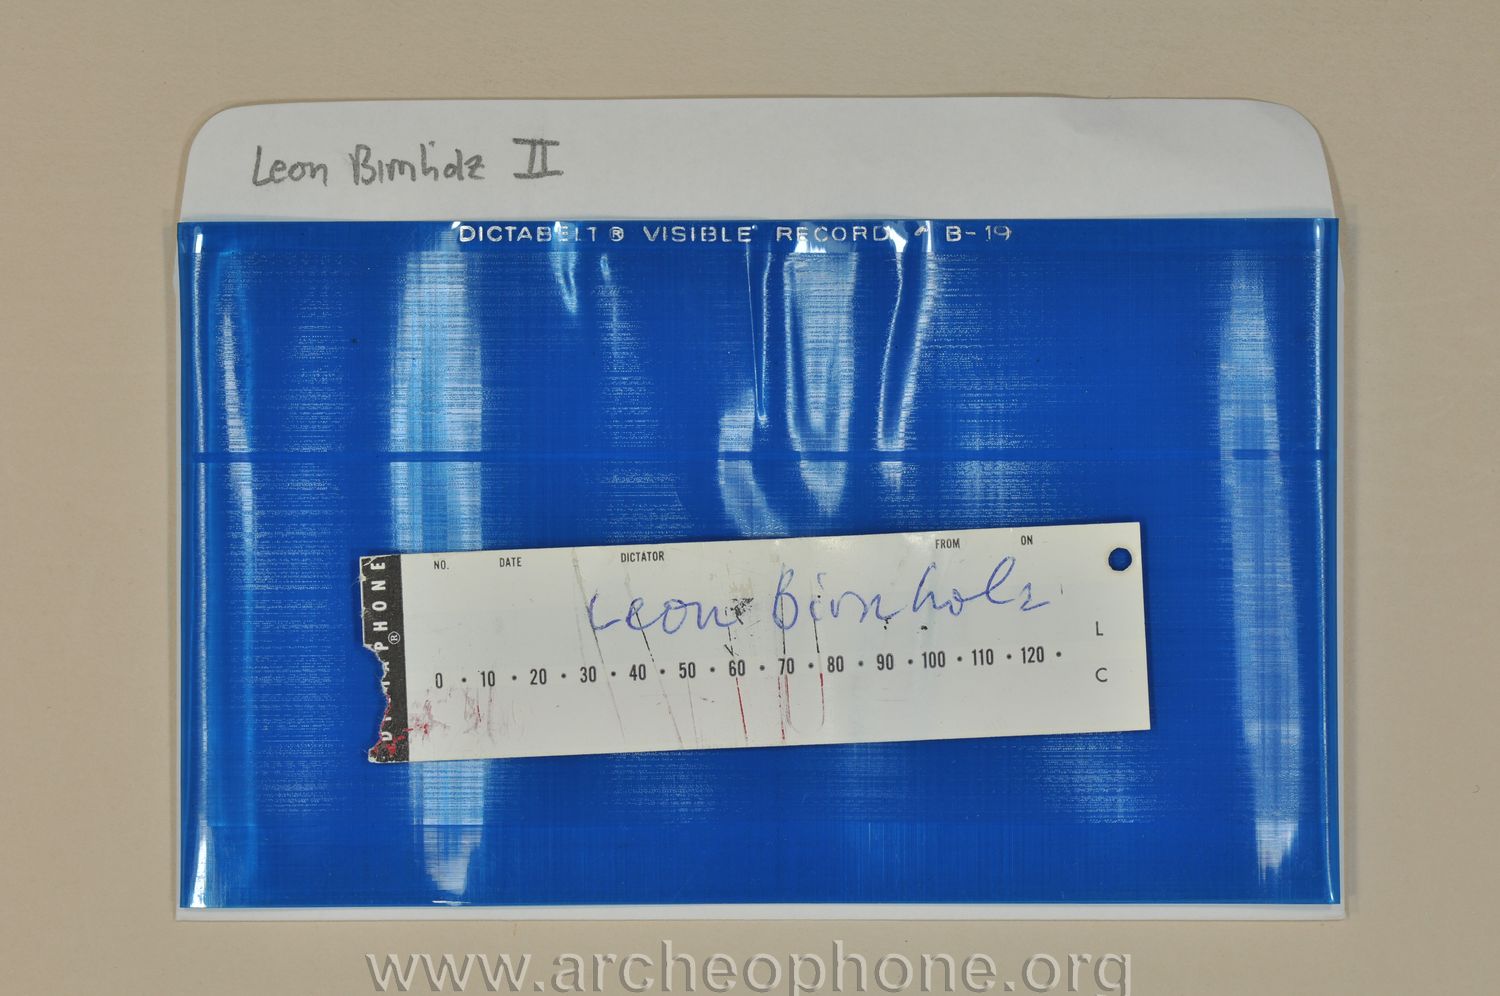 Leon Birnholz II
DICTABELT ® VISIBLE RECORD B-19
DICTAPHONE ®
NO. DATE DICTATOR FROM ON
Leon Birnholz
L
0 • 10 • 20 • 30 • 40 • 50 • 60 • 70 • 80 • 90 • 100 • 110 • 120 •
C
www.archeophone.org